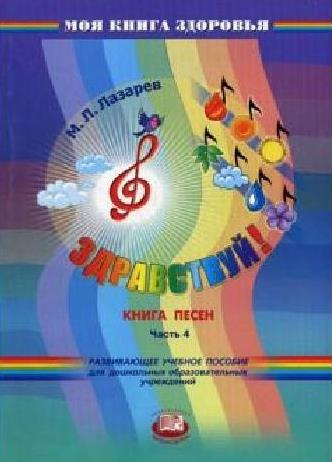 МОЯ КНИГА ЗДОРОВЬЯ
М. Л. Лазарев
ЗДРАВСТВУЙ!
КНИГА ПЕСЕН
Часть 4
РАЗВИВАЮЩЕЕ УЧЕБНОЕ ПОСОБИЕ
для дошкольных образовательных
учреждений